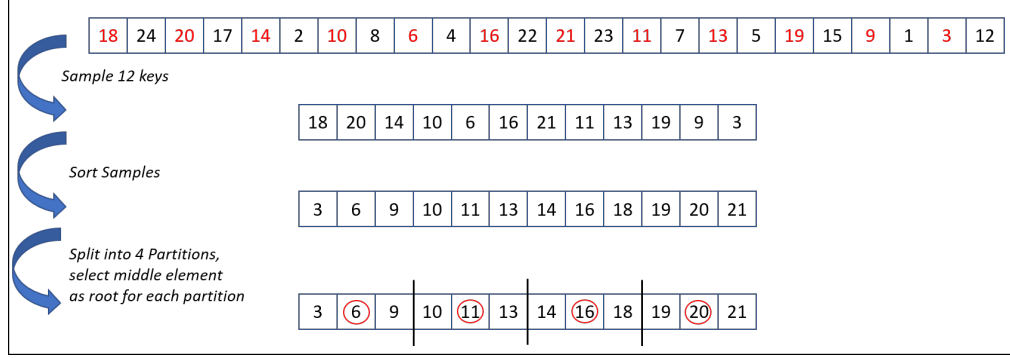 18 24 20 17 14 2 10 8 6 4 16 22 21 23 11 7 13 5 19 15 9 1 3 12
Sample 12 keys
18 20 14 10 6 16 21 11 13 19 9 3
Sort Samples
3 6 9 10 11 13 14 16 18 19 20 21
Split into 4 Partitions,
select middle element
as root for each partition
3 6 9 10 11 13 14 16 18 19 20 21